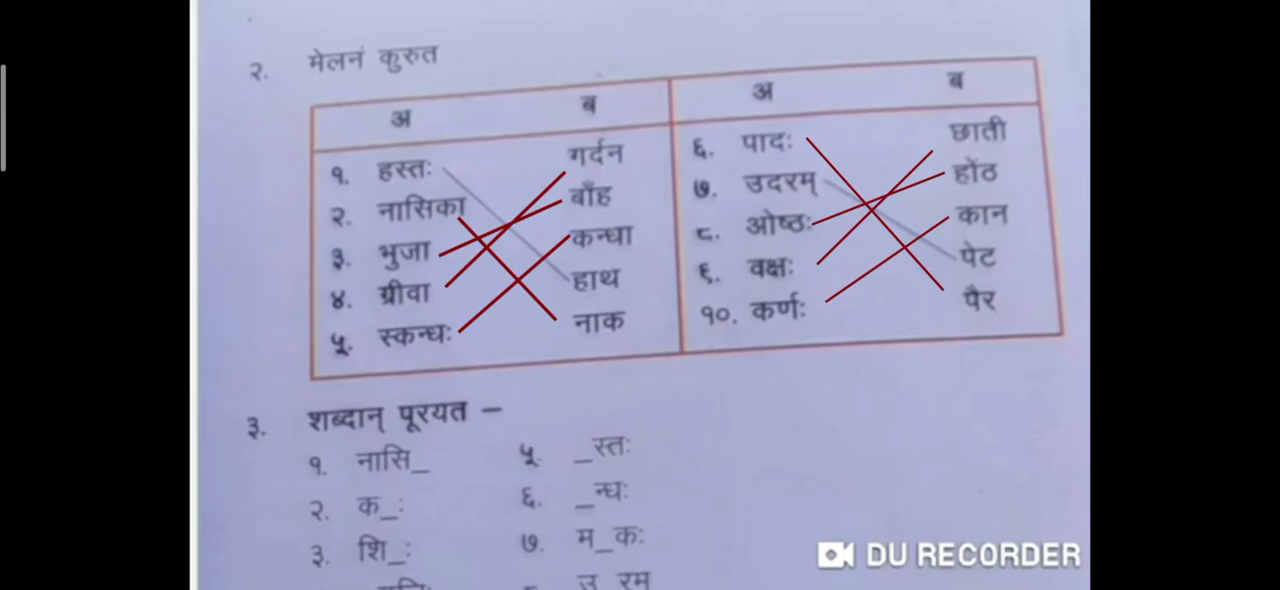 २. मेलनं कुरुत
अ ब अ ब
१. हस्तः गर्दन ६. पादः छाती
२. नासिका बाँह ७. उदरम् होंठ
३. भुजा कन्धा ८. ओष्ठः कान
४. ग्रीवा हाथ ९. वक्षः पेट
५. स्कन्धः नाक १०. कर्णः पैर
३. शब्दान् पूरयत –
१. नासि_ ५. _स्तः
२. क_ः ६. _न्धः
३. शि_ः ७. म_कः
उ_रम्
DU RECORDER